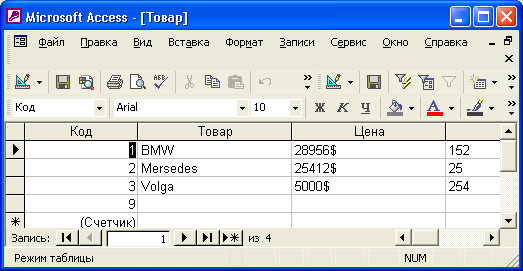 Microsoft Access - [Товар]
Файл Правка Вид Вставка Формат Записи Сервис Окно Справка
ABC
Код Arial 10 Ж К Ч А
Код Товар Цена
1 BMW 28956$ 152
2 Mersedes 25412$ 25
3 Volga 5000$ 254
9
(Счетчик)
Запись: 1 из 4
Режим таблицы NUM